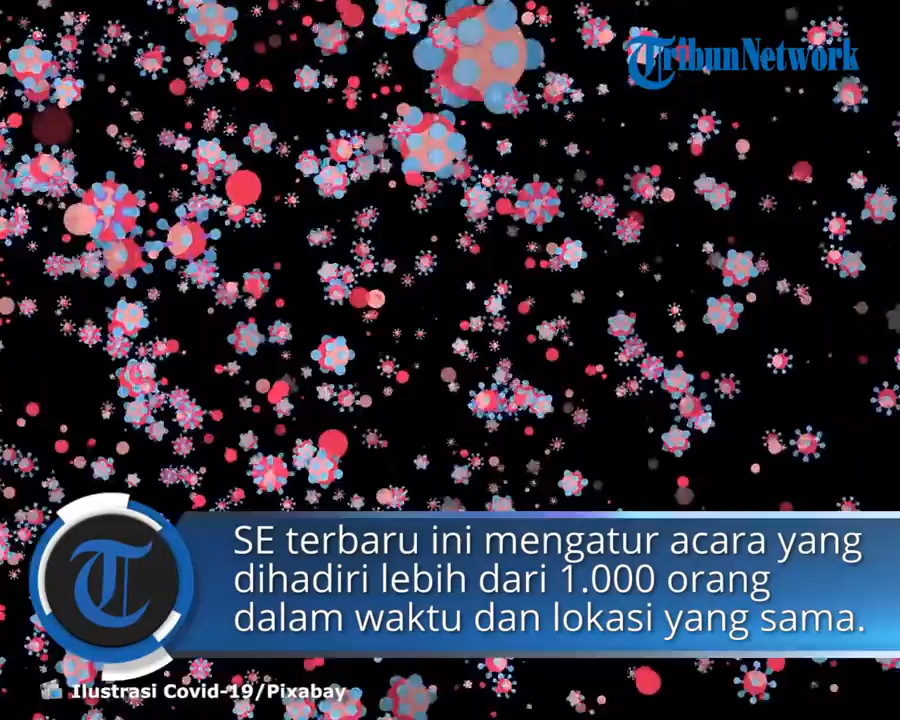 TribunNetwork
SE terbaru ini mengatur acara yang
dihadiri lebih dari 1.000 orang
dalam waktu dan lokasi yang sama.
T
Ilustrasi Covid-19/Pixabay